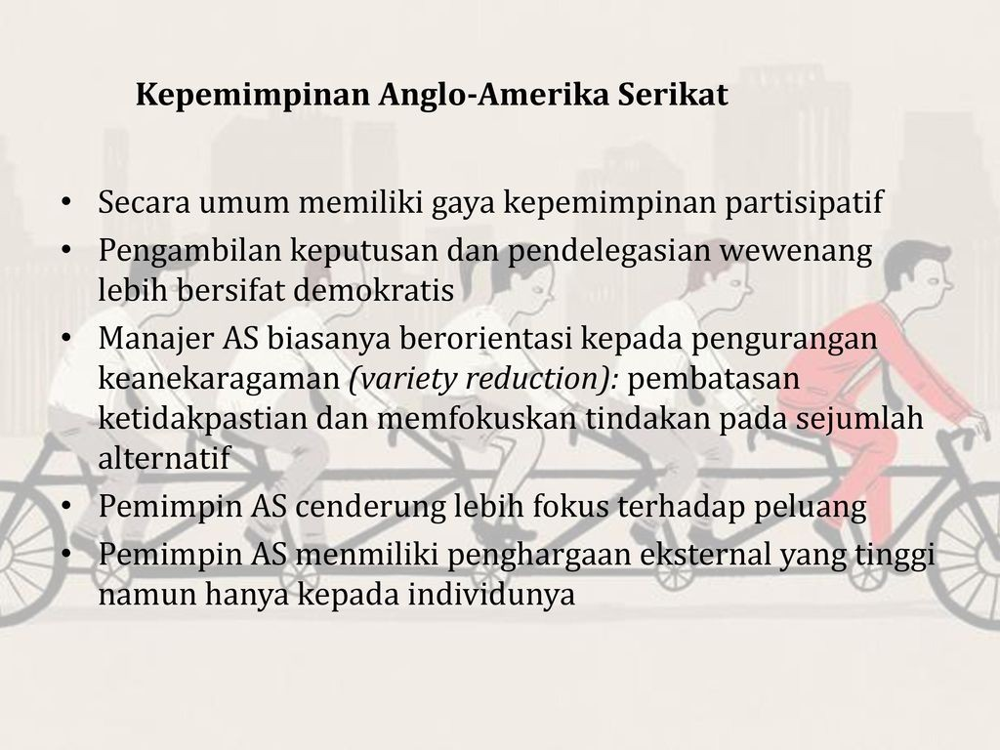 Kepemimpinan Anglo-Amerika Serikat
• Secara umum memiliki gaya kepemimpinan partisipatif
• Pengambilan keputusan dan pendelegasian wewenang
lebih bersifat demokratis
• Manajer AS biasanya berorientasi kepada pengurangan
keanekaragaman (variety reduction): pembatasan
ketidakpastian dan memfokuskan tindakan pada sejumlah
alternatif
• Pemimpin AS cenderung lebih fokus terhadap peluang
• Pemimpin AS menmiliki penghargaan eksternal yang tinggi
namun hanya kepada individunya